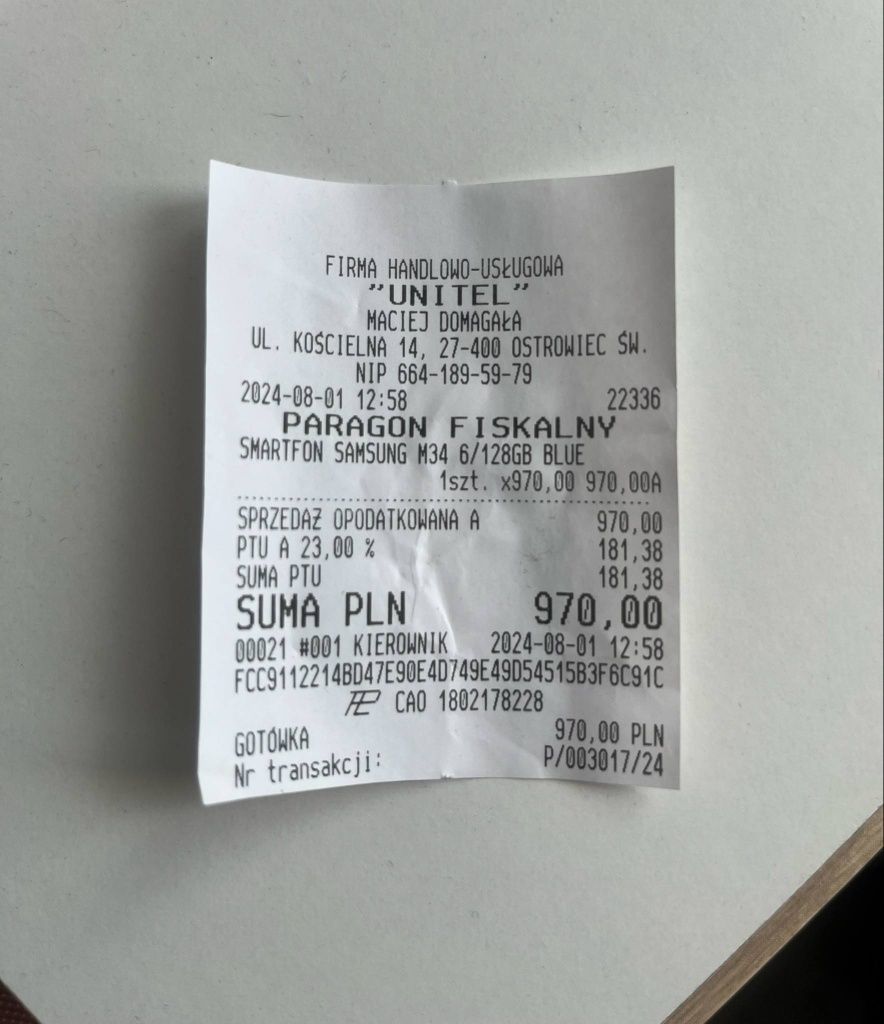 FIRMA HANDLOWO-USŁUGOWA
"UNITEL"
MACIEJ DOMAGAŁA
UL. KOŚCIELNA 14, 27-400 OSTROWIEC ŚW.
NIP 664-189-59-79
2024-08-01 12:58 22336
PARAGON FISKALNY
SMARTFON SAMSUNG M34 6/128GB BLUE
1szt. x970,00 970,00A
SPRZEDAŻ OPODATKOWANA A 970,00
PTU A 23,00 % 181,38
SUMA PTU 181,38
SUMA PLN 970,00
00021 #001 KIEROWNIK 2024-08-01 12:58
FCC9112214BD47E90E4D749E49D54515B3F6C91C
CAO 1802178228
GOTÓWKA 970,00 PLN
Nr transakcji: P/003017/24